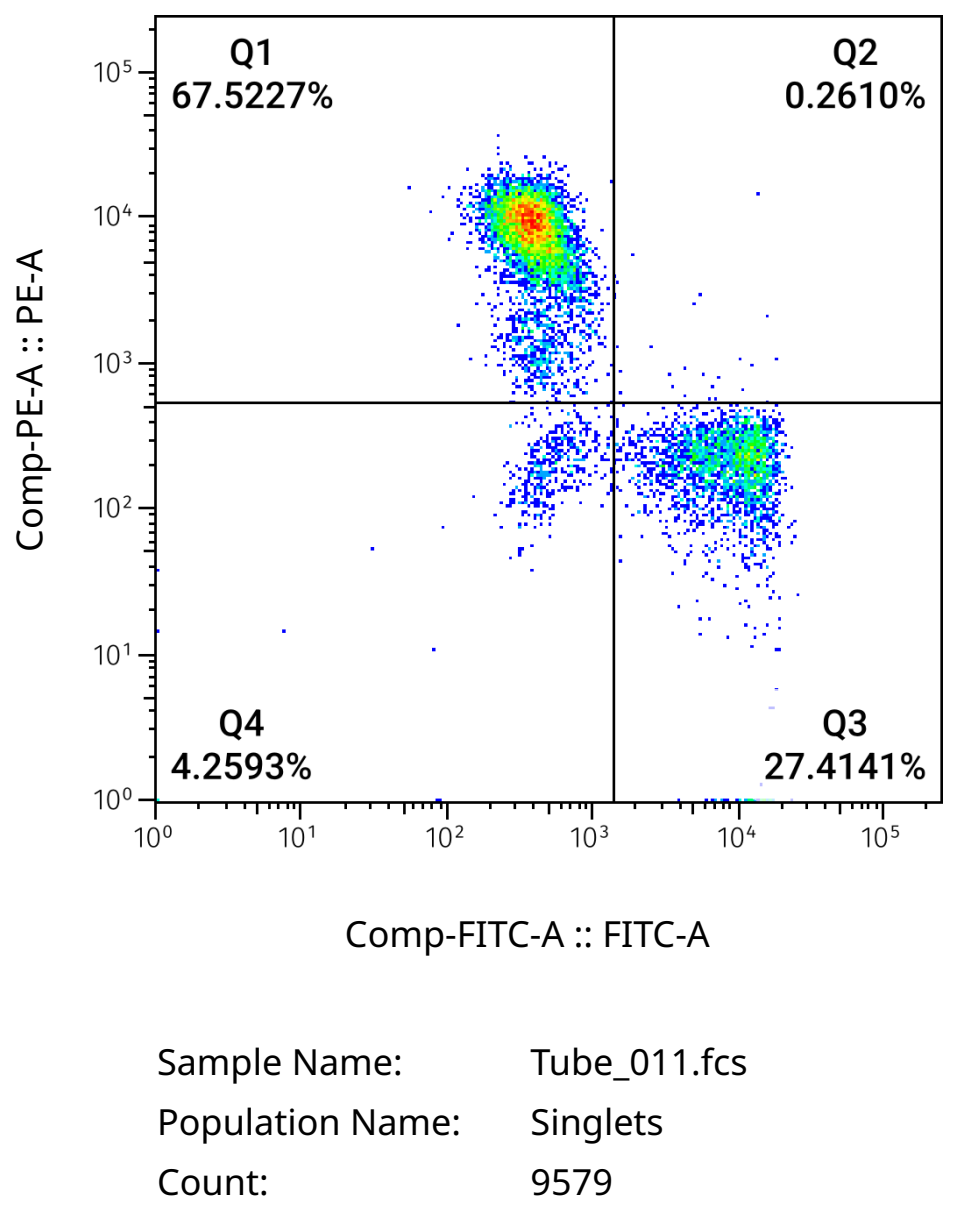 Q1
67.5227%
Q2
0.2610%
10⁵
10⁴
10³
10²
10¹
10⁰
Comp-PE-A :: PE-A
Q4
4.2593%
Q3
27.4141%
10⁰ 10¹ 10² 10³ 10⁴ 10⁵
Comp-FITC-A :: FITC-A
Sample Name: Tube_011.fcs
Population Name: Singlets
Count: 9579